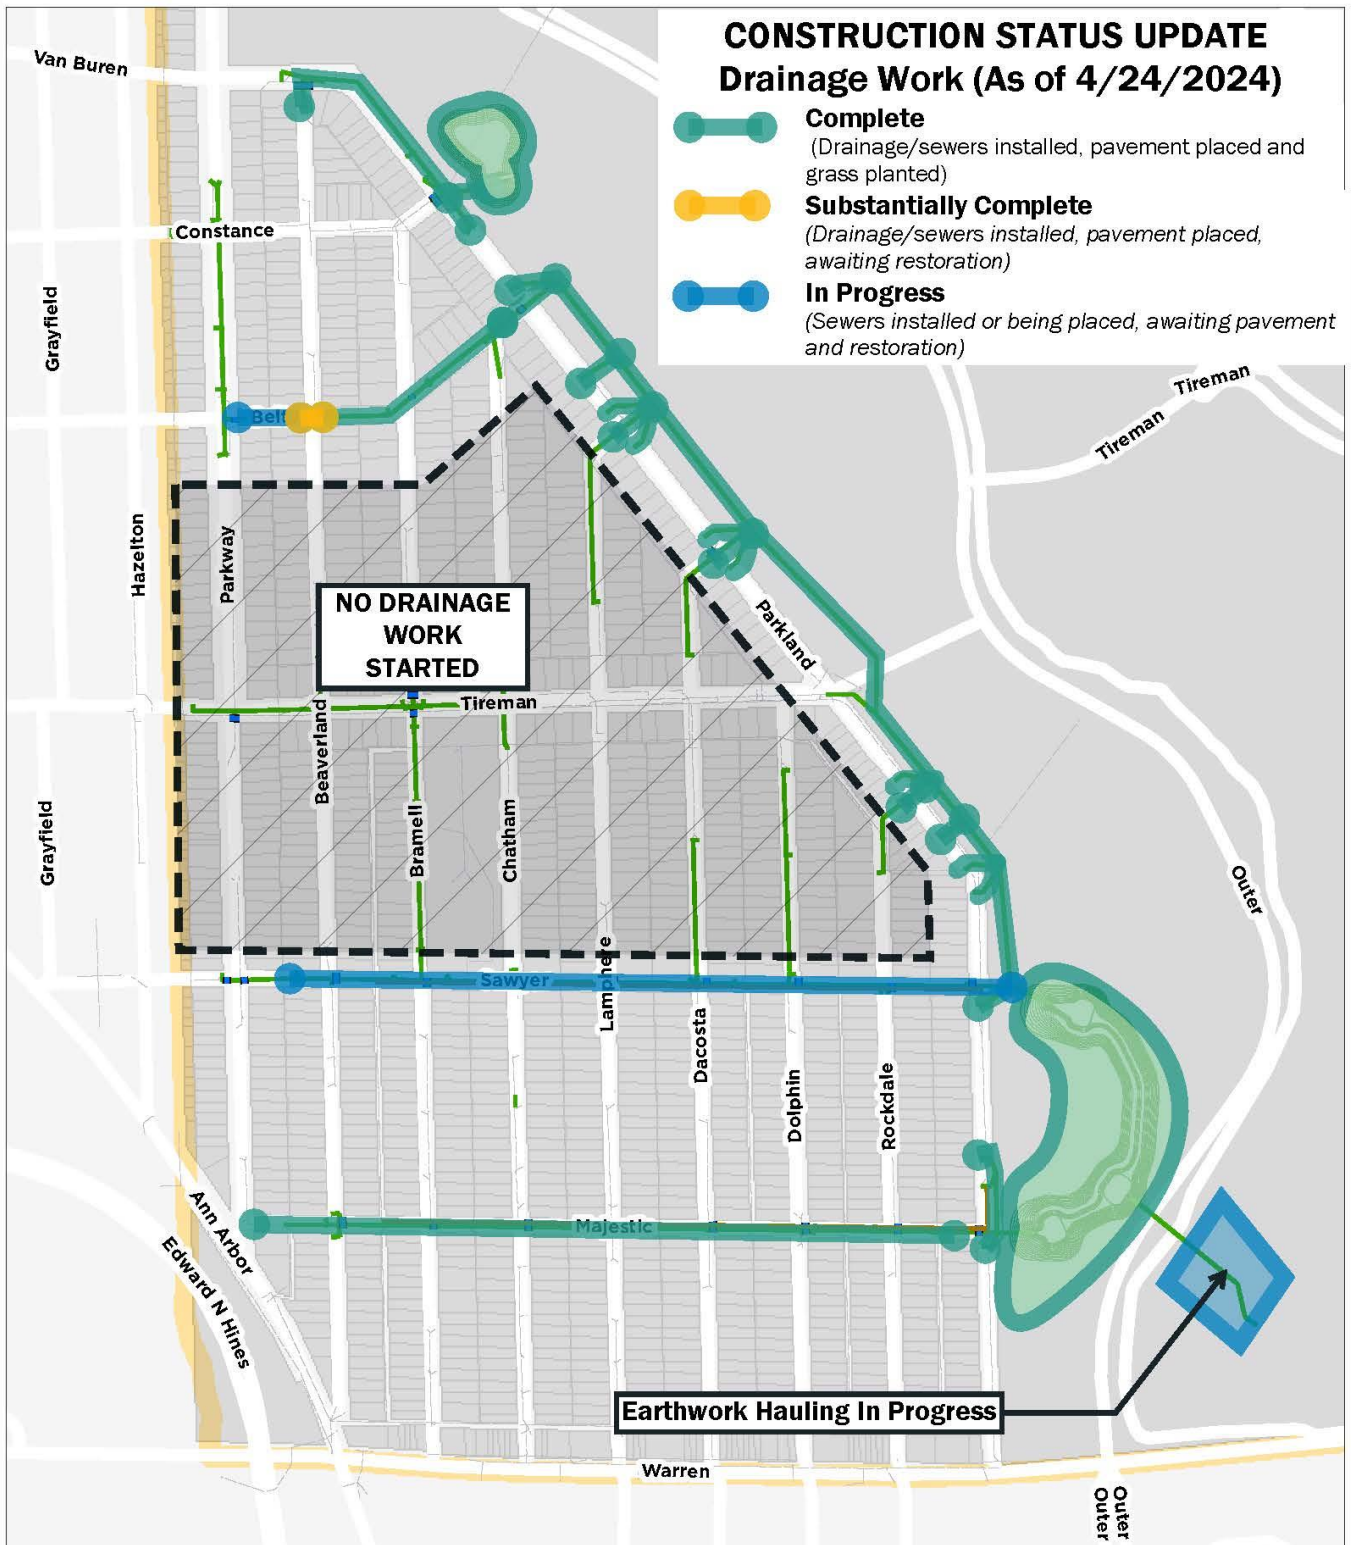 CONSTRUCTION STATUS UPDATE
Drainage Work (As of 4/24/2024)
Complete
(Drainage/sewers installed, pavement placed and
grass planted)
Substantially Complete
(Drainage/sewers installed, pavement placed,
awaiting restoration)
In Progress
(Sewers installed or being placed, awaiting pavement
and restoration)
Van Buren
Constance
Grayfield
Tireman
Tireman
Hazelton
Parkway
NO DRAINAGE
WORK
STARTED
Parkland
Tireman
Beaverland
Bramell
Chatham
Grayfield
Outer
Lamphere
Sawyer
Dacosta
Dolphin
Rockdale
Majestic
Ann Arbor
Edward N Hines
Earthwork Hauling In Progress
Warren
Outer
Outer